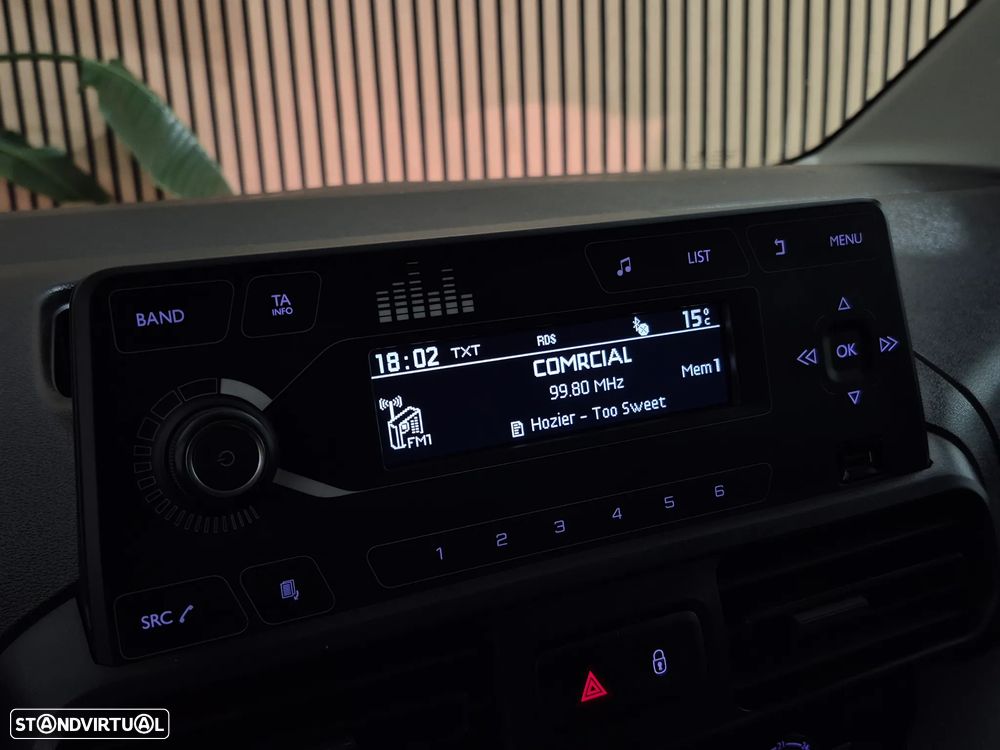 BAND
TA
INFO
LIST
MENU
18:02 TXT RDS 15°C
COMRCIAL
99.80 MHz
Mem1
FM1
Hozier - Too Sweet
OK
1 2 3 4 5 6
SRC
STANDVIRTUAL